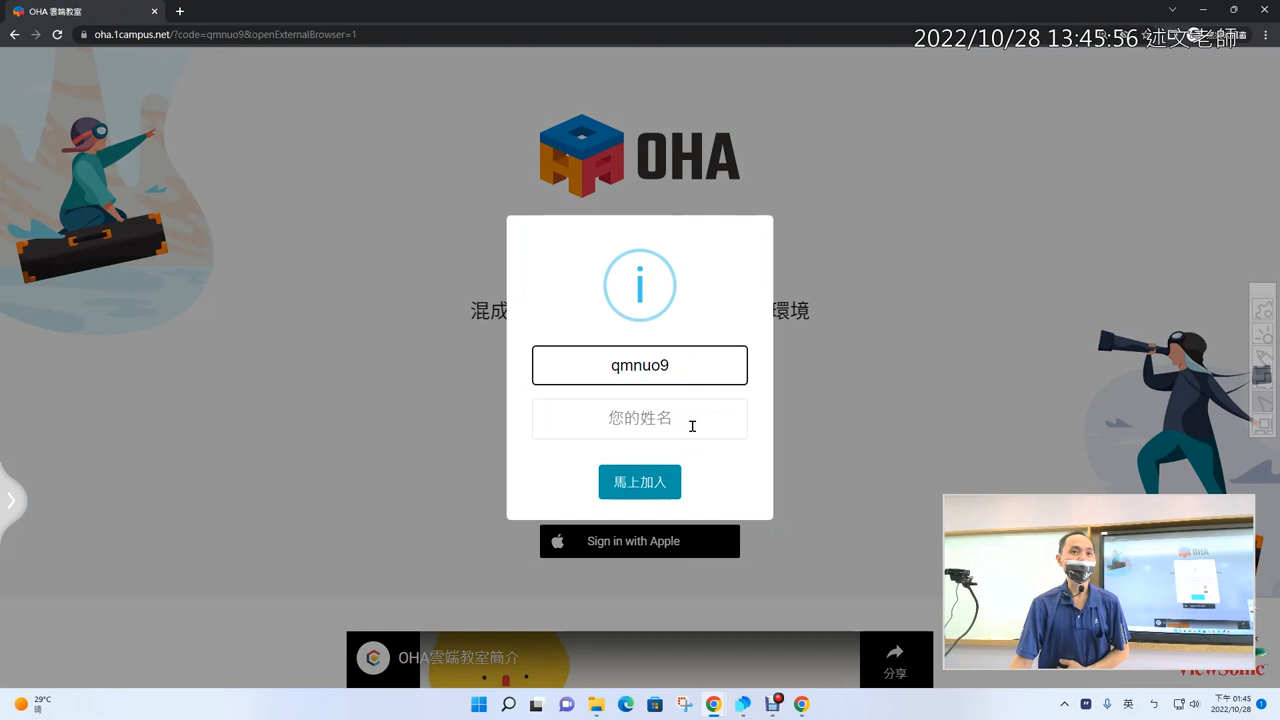 OHA 雲端教室
oha.1campus.net/?code=qmnuo9&openExternalBrowser=1
2022/10/28 13:45:56 述文老師
OHA
混成
環境
i
qmnuo9
您的姓名
馬上加入
Sign in with Apple
OHA
OHA雲端教室簡介
分享
ViewSonic
29°C
晴
英
下午 01:45
2022/10/28